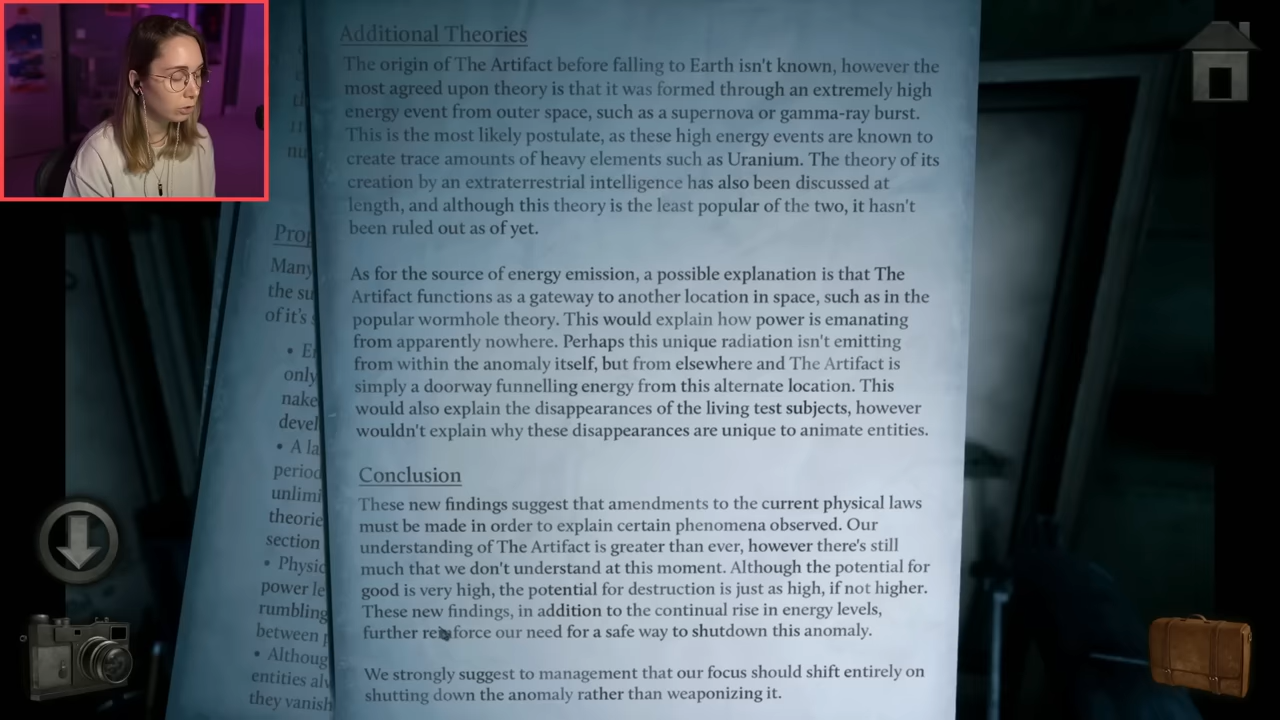 Additional Theories
The origin of The Artifact before falling to Earth isn't known, however the
most agreed upon theory is that it was formed through an extremely high
energy event from outer space, such as a supernova or gamma-ray burst.
This is the most likely postulate, as these high energy events are known to
create trace amounts of heavy elements such as Uranium. The theory of its
creation by an extraterrestrial intelligence has also been discussed at
length, and although this theory is the least popular of the two, it hasn't
been ruled out as of yet.
As for the source of energy emission, a possible explanation is that The
Artifact functions as a gateway to another location in space, such as in the
popular wormhole theory. This would explain how power is emanating
from apparently nowhere. Perhaps this unique radiation isn't emitting
from within the anomaly itself, but from elsewhere and The Artifact is
simply a doorway funnelling energy from this alternate location. This
would also explain the disappearances of the living test subjects, however
wouldn't explain why these disappearances are unique to animate entities.
Conclusion
These new findings suggest that amendments to the current physical laws
must be made in order to explain certain phenomena observed. Our
understanding of The Artifact is greater than ever, however there's still
much that we don't understand at this moment. Although the potential for
good is very high, the potential for destruction is just as high, if not higher.
These new findings, in addition to the continual rise in energy levels,
further reinforce our need for a safe way to shutdown this anomaly.
We strongly suggest to management that our focus should shift entirely on
shutting down the anomaly rather than weaponizing it.
Many
the su
of it's
only
nake
devel
• A la
period
unlimi
theorie
section
• Physic
power le
rumbling
between
• Althoug
entities alv
they vanish